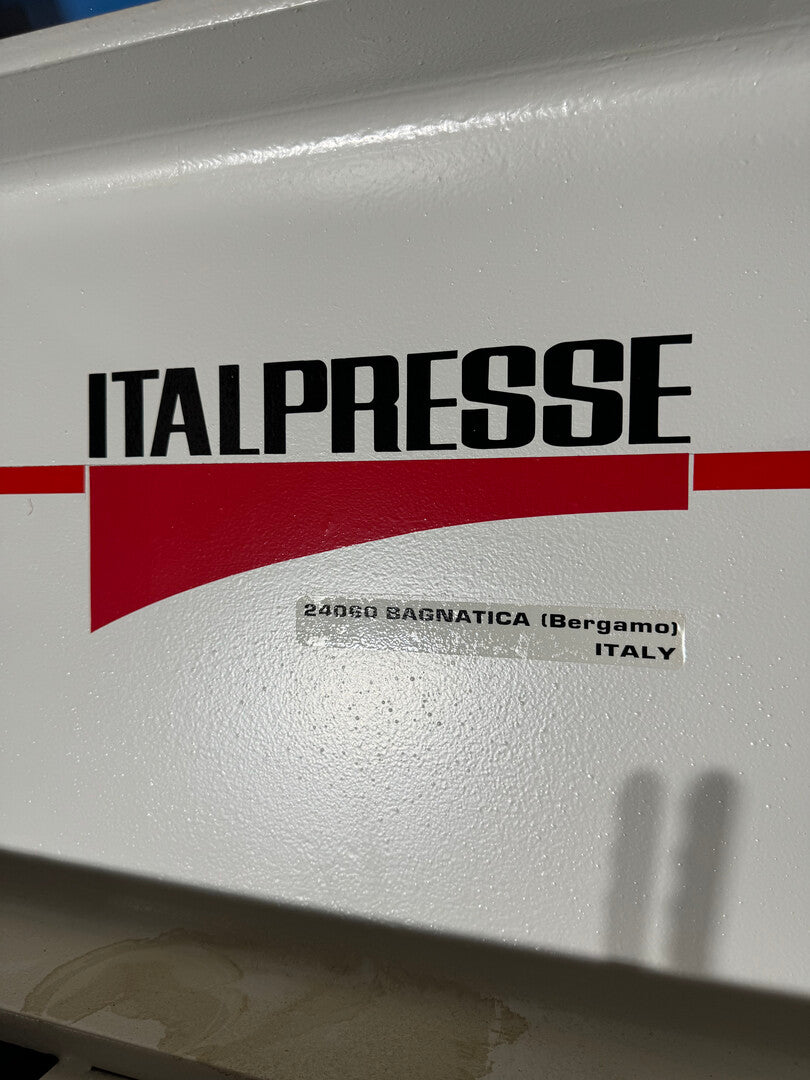 ITALPRESSE
24060 BAGNATICA (Bergamo)
ITALY